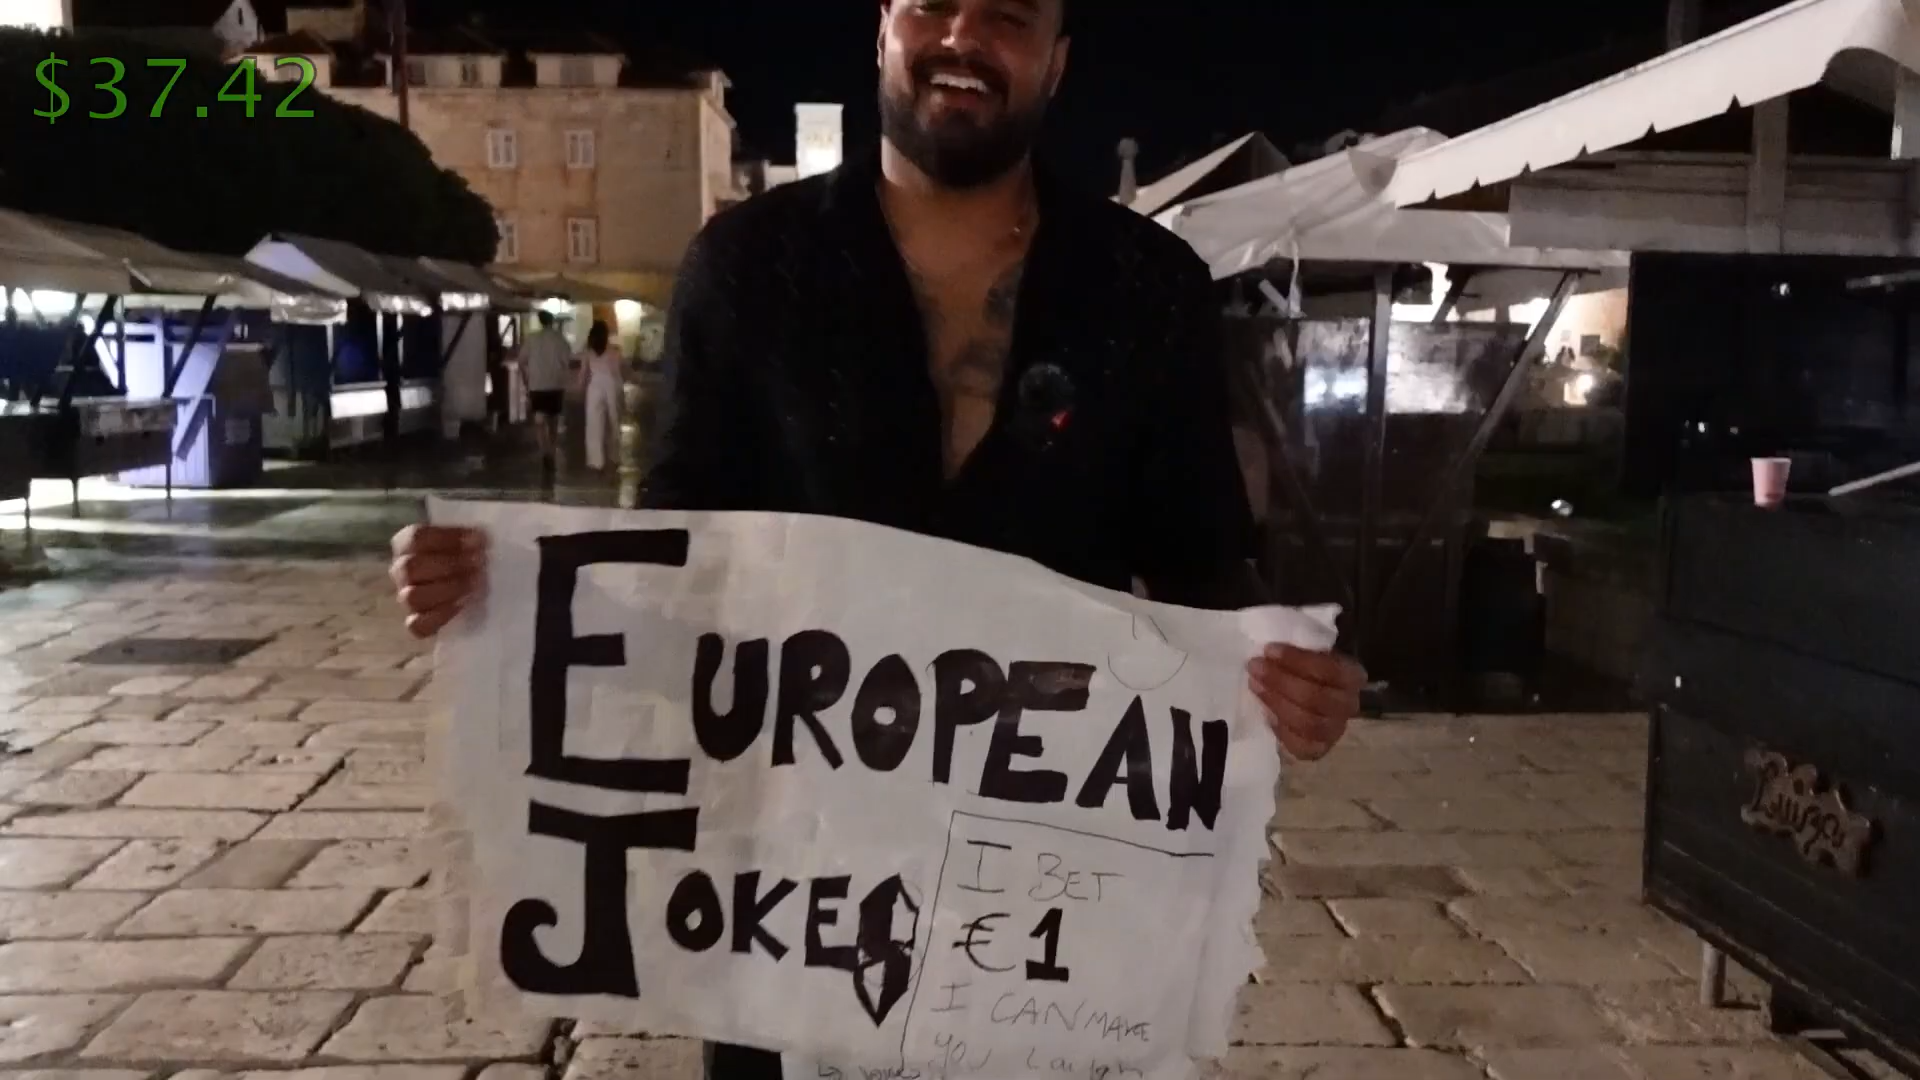 $37.42
EUROPEAN
JOKES
I BET
€1
I CAN MAKE
YOU Laugh